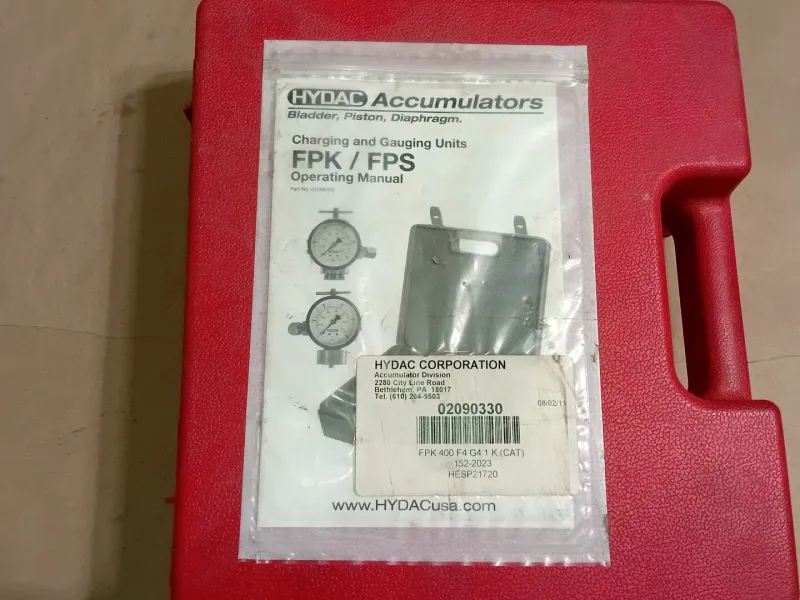 HYDAC Accumulators
Bladder, Piston, Diaphragm.
Charging and Gauging Units
FPK / FPS
Operating Manual
Part No.
HYDAC CORPORATION
Accumulator Division
2280 City Line Road
Bethlehem, PA 18017
Tel. (610) 264-9503
08/02/11
02090330
FPK 400 F4 G4 1 K (CAT)
152-2023
HESP21720
www.HYDACusa.com